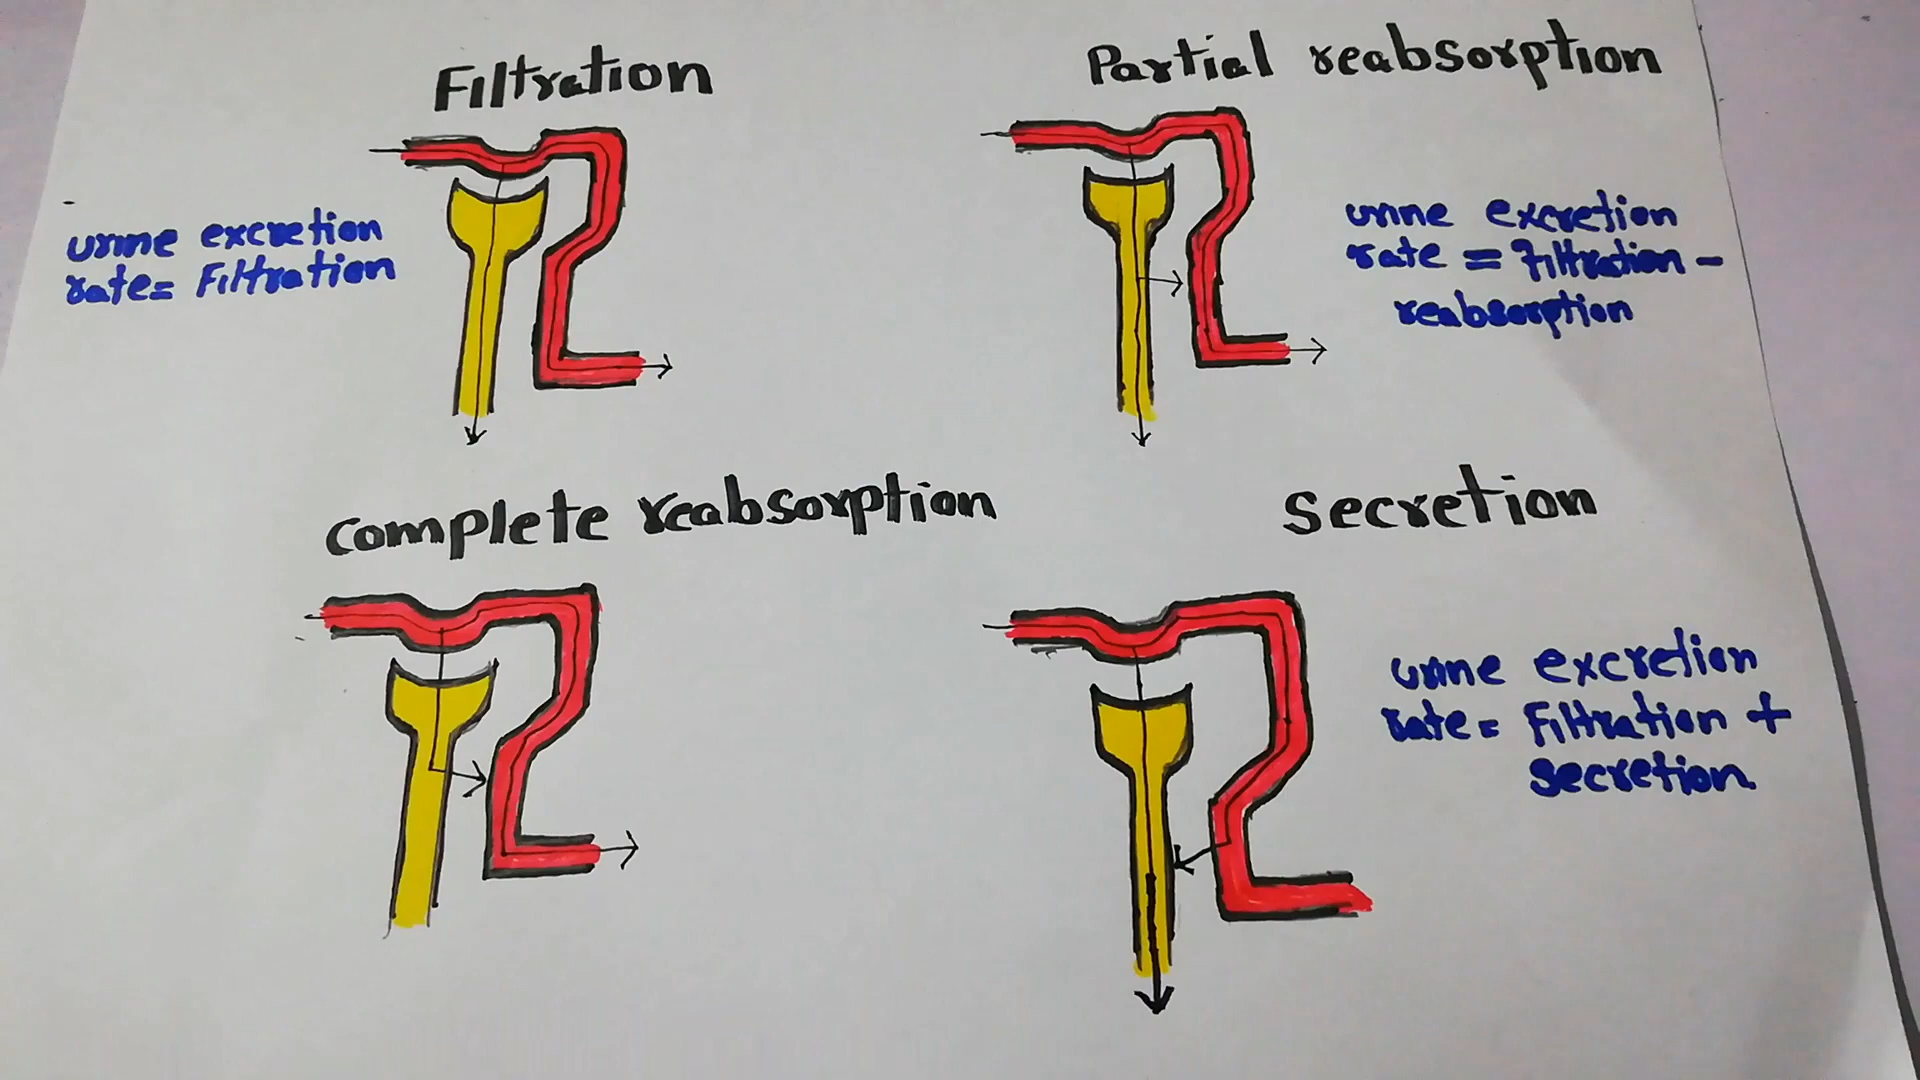 Filtration
urine excretion
rate= Filtration
Partial reabsorption
urine excretion
rate = Filtration -
reabsorption
complete reabsorption
secretion
urine excretion
rate= Filtration +
secretion